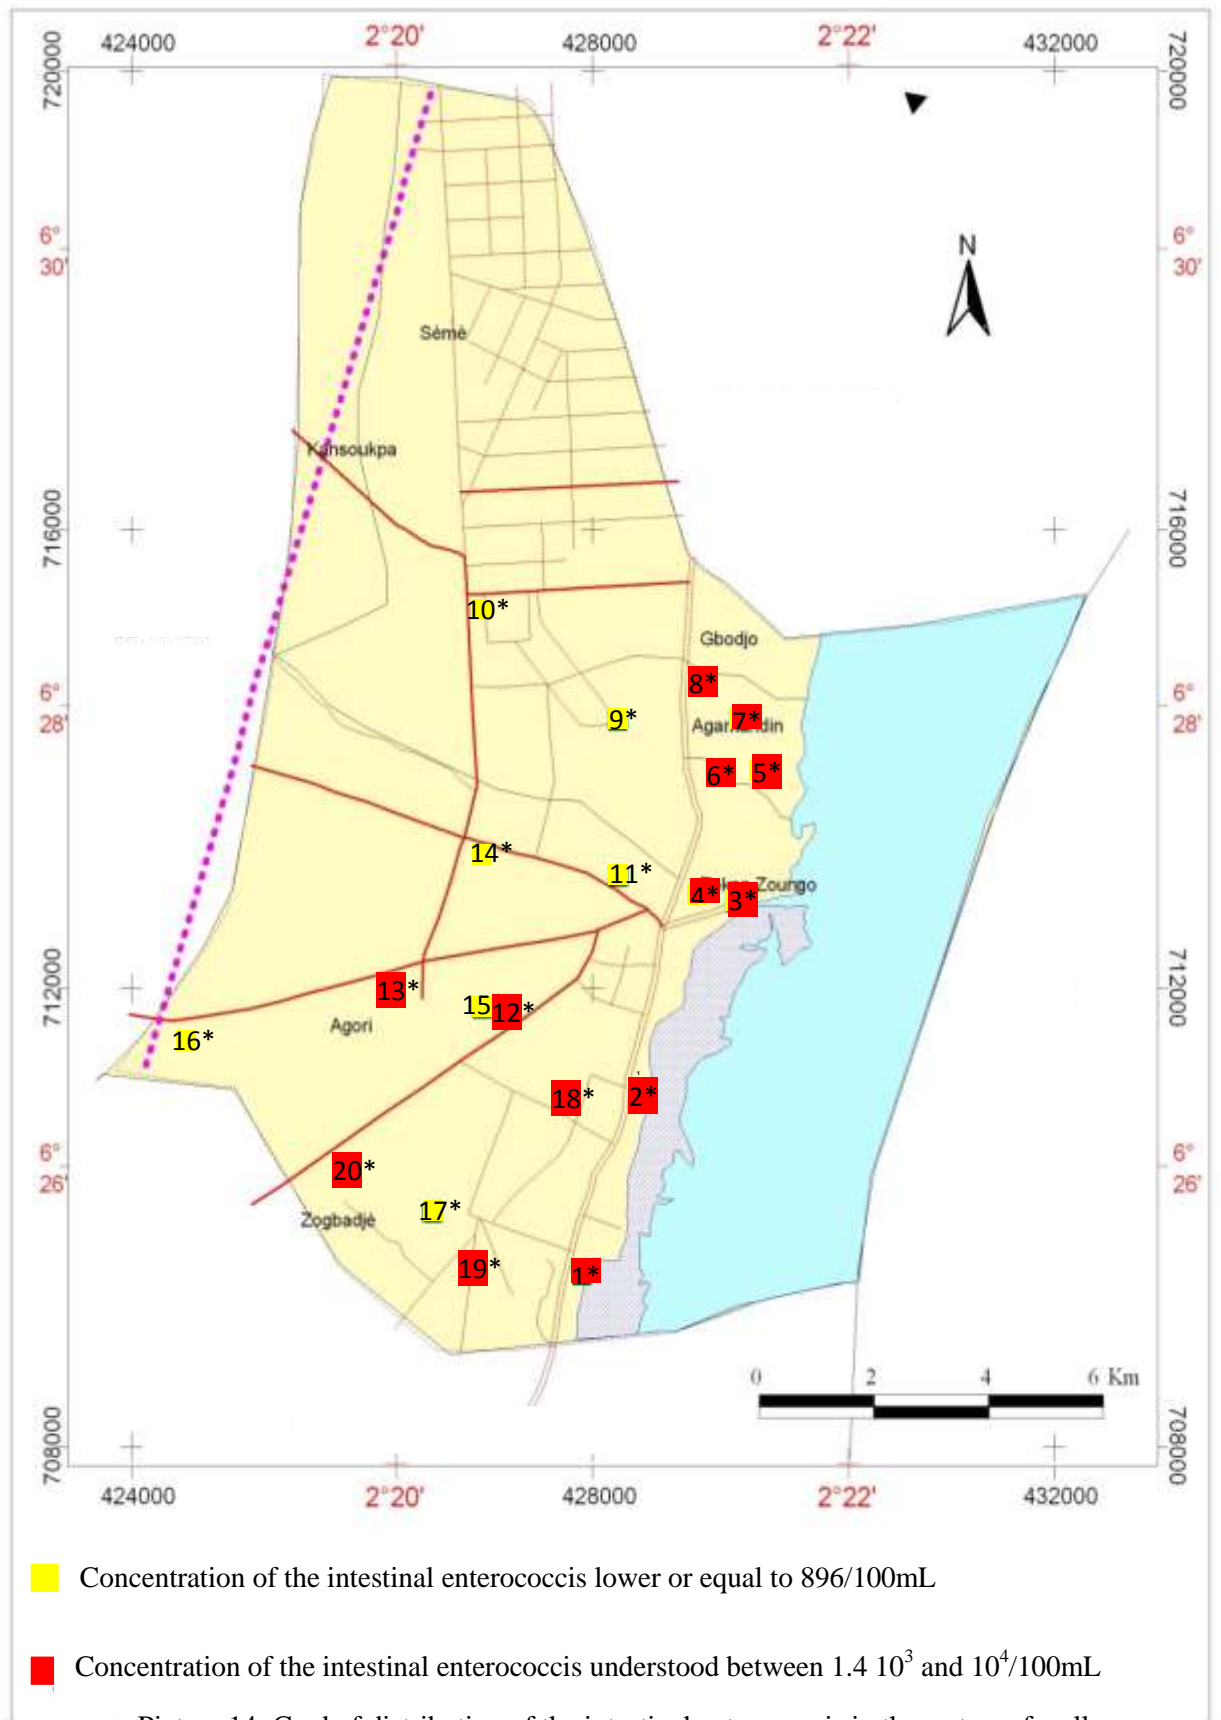 424000 2°20' 428000 2°22' 432000
720000 720000
6° 30' N 6° 30'
Sèmè
Kansoukpa
716000 716000
10*
Gbodjo
8*
6° 28' 9* 7* 6° 28'
Agamandin
6* 5*
14* 11*
4* 3* Zoungo
712000 13* 15 12* 712000
Agori
16*
18* 2*
6° 26' 20* 6° 26'
17*
Zogbadjè
19* 1*
0 2 4 6 Km
708000 708000
424000 2°20' 428000 2°22' 432000
Concentration of the intestinal enterococcis lower or equal to 896/100mL
Concentration of the intestinal enterococcis understood between 1.4 10³ and 10⁴/100mL